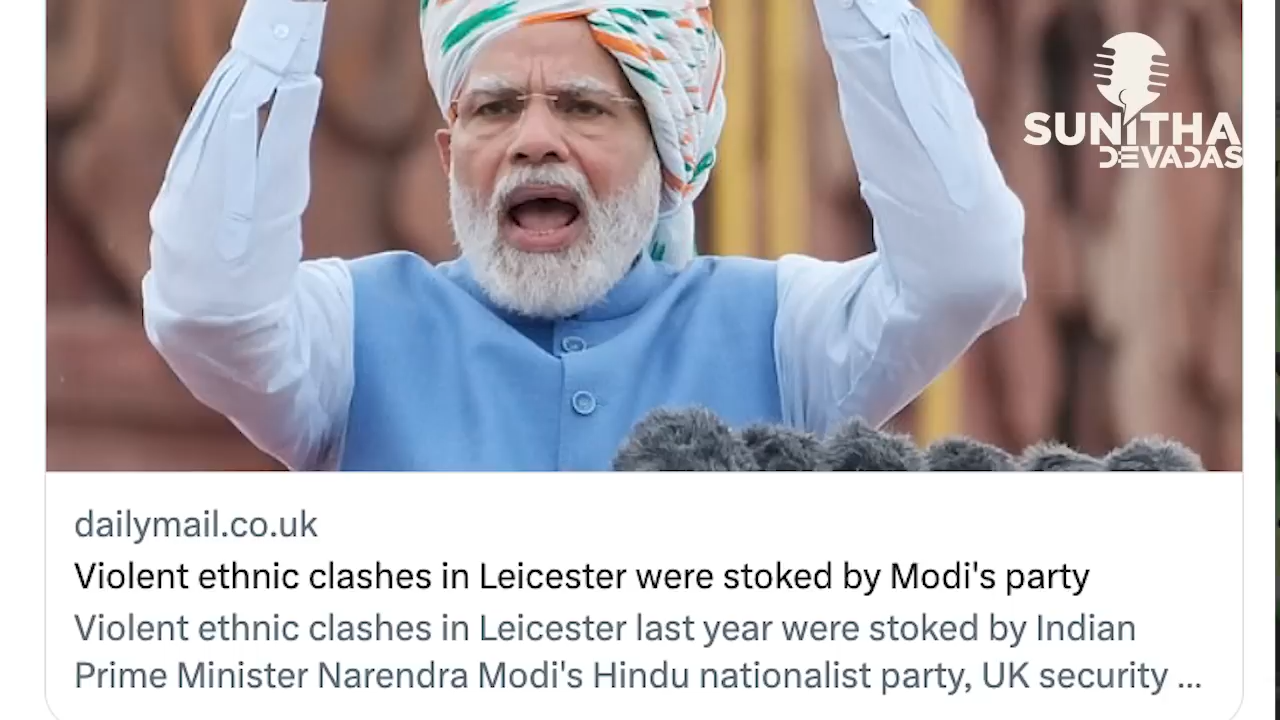 SUNITHA
DEVADAS
dailymail.co.uk
Violent ethnic clashes in Leicester were stoked by Modi's party
Violent ethnic clashes in Leicester last year were stoked by Indian
Prime Minister Narendra Modi's Hindu nationalist party, UK security ...